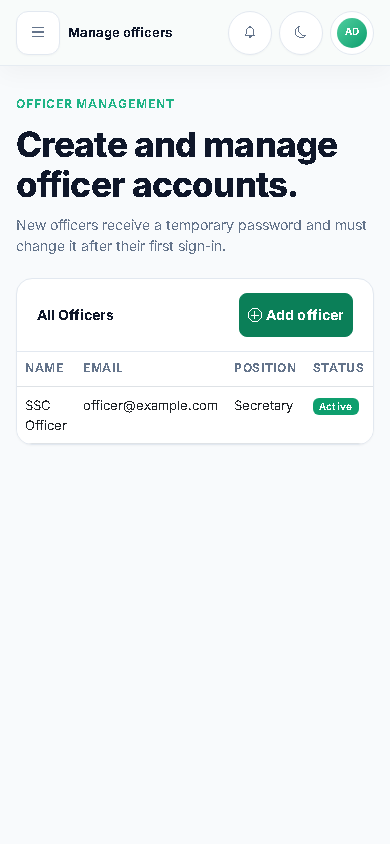 Manage officers
AD
OFFICER MANAGEMENT
Create and manage
officer accounts.
New officers receive a temporary password and must
change it after their first sign-in.
All Officers
Add officer
NAME EMAIL POSITION STATUS
SSC officer@example.com Secretary Active
Officer